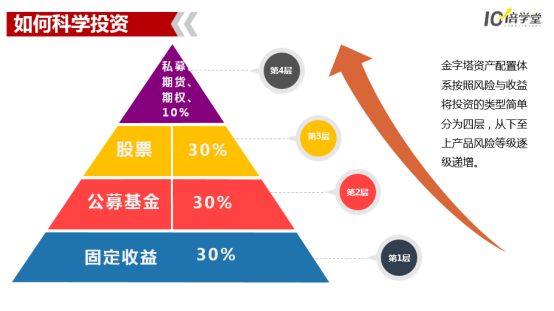 如何科学投资
10倍学堂
私募、
期货、
期权、
10%
第4层
股票
30%
第3层
公募基金
30%
第2层
固定收益
30%
第1层
金字塔资产配置体
系按照风险与收益
将投资的类型简单
分为四层，从下至
上产品风险等级逐
级递增。